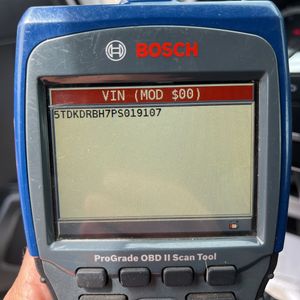 BOSCH
VIN (MOD $00)
5TDKDRBH7PS019107
ProGrade OBD II Scan Tool